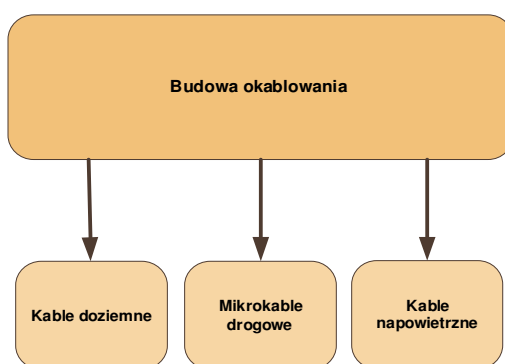 Budowa okablowania
Kable doziemne
Mikrokable
drogowe
Kable
napowietrzne